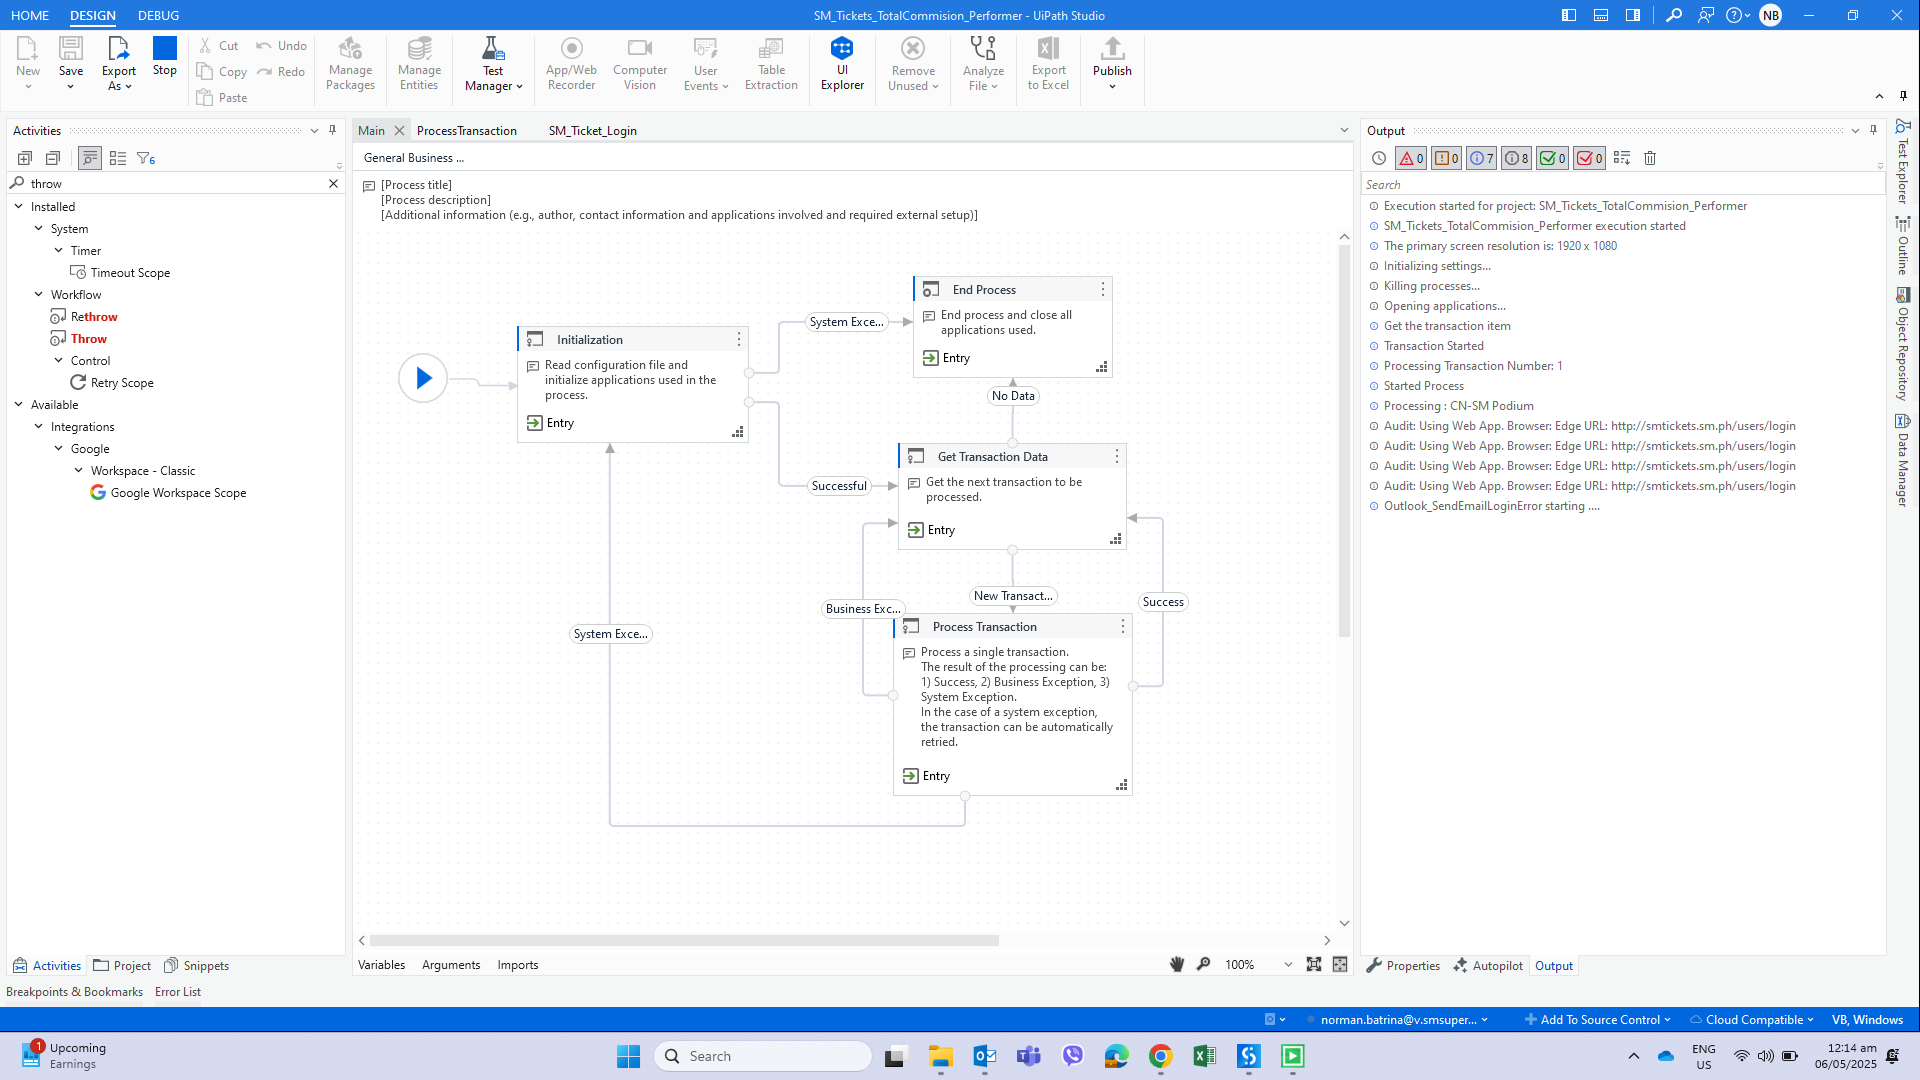 HOME DESIGN DEBUG
SM_Tickets_TotalCommision_Performer - UiPath Studio
NB
New
Save
Export As
Stop
Cut
Copy
Paste
Undo
Redo
Manage Packages
Manage Entities
Test Manager
App/Web Recorder
Computer Vision
User Events
Table Extraction
UI Explorer
Remove Unused
Analyze File
Export to Excel
Publish
Activities
6
throw
Installed
System
Timer
Timeout Scope
Workflow
Rethrow
Throw
Control
Retry Scope
Available
Integrations
Google
Workspace - Classic
Google Workspace Scope
Activities Project Snippets
Main ProcessTransaction SM_Ticket_Login
General Business ...
[Process title]
[Process description]
[Additional information (e.g., author, contact information and applications involved and required external setup)]
Initialization
Read configuration file and
initialize applications used in the
process.
Entry
System Exce...
End Process
End process and close all
applications used.
Entry
No Data
Successful
Get Transaction Data
Get the next transaction to be
processed.
Entry
New Transact...
Business Exc...
Success
System Exce...
Process Transaction
Process a single transaction.
The result of the processing can be:
1) Success, 2) Business Exception, 3)
System Exception.
In the case of a system exception,
the transaction can be automatically
retried.
Entry
Variables Arguments Imports
100%
Output
0 0 7 8 0 0
Search
Execution started for project: SM_Tickets_TotalCommision_Performer
SM_Tickets_TotalCommision_Performer execution started
The primary screen resolution is: 1920 x 1080
Initializing settings...
Killing processes...
Opening applications...
Get the transaction item
Transaction Started
Processing Transaction Number: 1
Started Process
Processing : CN-SM Podium
Audit: Using Web App. Browser: Edge URL: http://smtickets.sm.ph/users/login
Audit: Using Web App. Browser: Edge URL: http://smtickets.sm.ph/users/login
Audit: Using Web App. Browser: Edge URL: http://smtickets.sm.ph/users/login
Audit: Using Web App. Browser: Edge URL: http://smtickets.sm.ph/users/login
Outlook_SendEmailLoginError starting ....
Properties Autopilot Output
Test Explorer
Outline
Object Repository
Data Manager
Breakpoints & Bookmarks Error List
norman.batrina@v.smsuper... Add To Source Control Cloud Compatible VB, Windows
1
Upcoming
Earnings
Search
ENG
US
12:14 am
06/05/2025